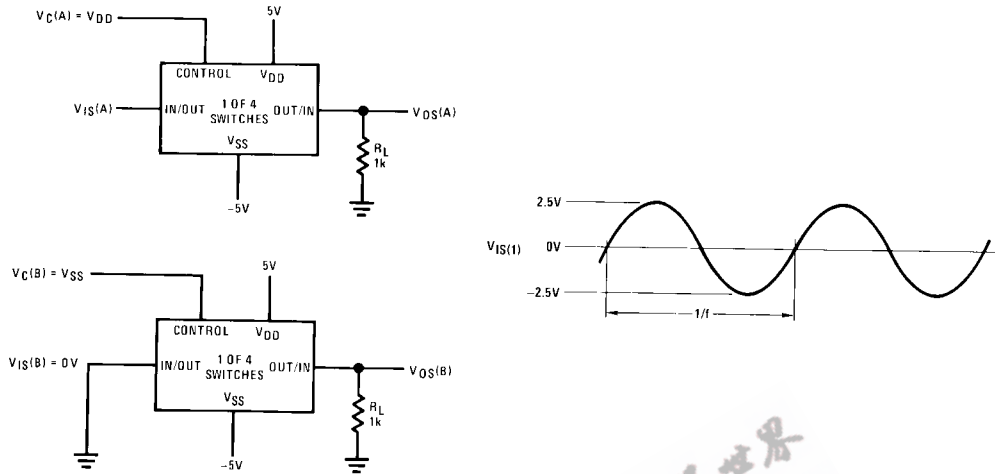 VC(A) = VDD
5V
CONTROL VDD
VIS(A)
IN/OUT 1 OF 4 OUT/IN
SWITCHES
VOS(A)
VSS
RL
1k
-5V
VC(B) = VSS
5V
CONTROL VDD
VIS(B) = 0V
IN/OUT 1 OF 4 OUT/IN
SWITCHES
VOS(B)
VSS
RL
1k
-5V
2.5V
VIS(1) 0V
-2.5V
1/f
世界